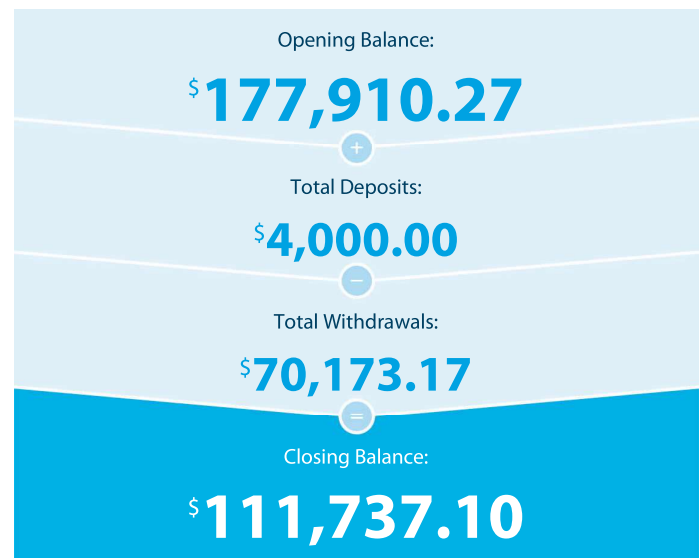 Opening Balance:
$177,910.27
+
Total Deposits:
$4,000.00
−
Total Withdrawals:
$70,173.17
=
Closing Balance:
$111,737.10